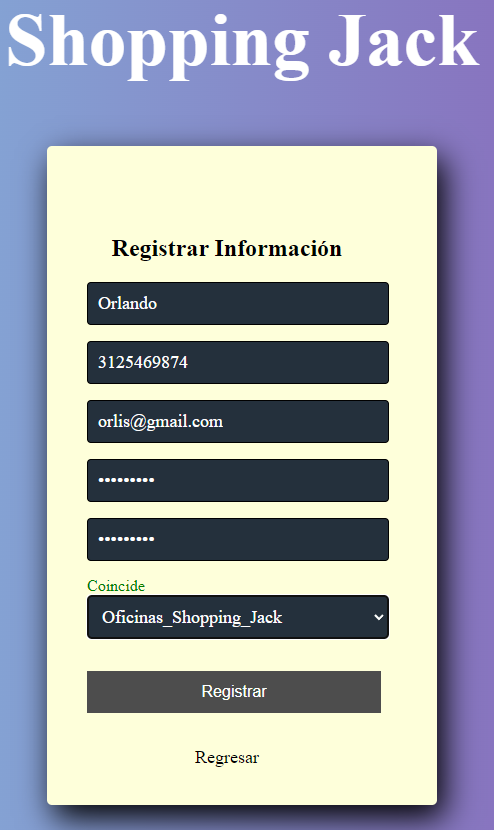 Shopping Jack
Registrar Información
Orlando
3125469874
orlis@gmail.com
•••••••••
•••••••••
Coincide
Oficinas_Shopping_Jack
Registrar
Regresar